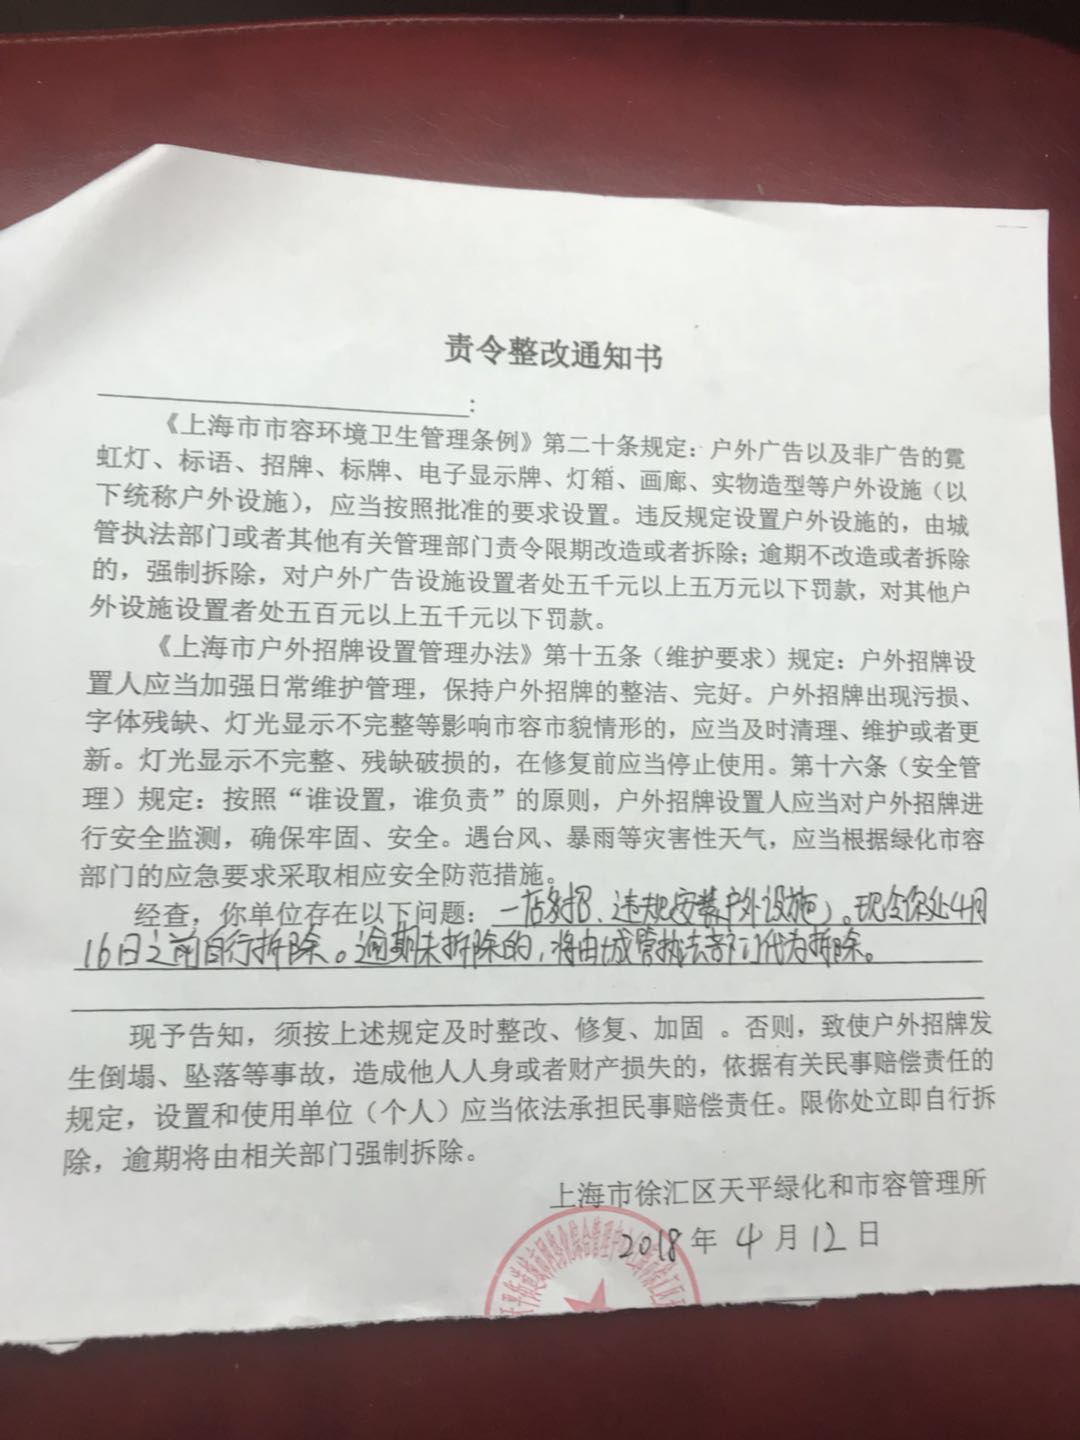 责令整改通知书
：
《上海市市容环境卫生管理条例》第二十条规定：户外广告以及非广告的霓
虹灯、标语、招牌、标牌、电子显示牌、灯箱、画廊、实物造型等户外设施（以
下统称户外设施），应当按照批准的要求设置。违反规定设置户外设施的，由城
管执法部门或者其他有关管理部门责令限期改造或者拆除；逾期不改造或者拆除
的，强制拆除，对户外广告设施设置者处五千元以上五万元以下罚款，对其他户
外设施设置者处五百元以上五千元以下罚款。
《上海市户外招牌设置管理办法》第十五条（维护要求）规定：户外招牌设
置人应当加强日常维护管理，保持户外招牌的整洁、完好。户外招牌出现污损、
字体残缺、灯光显示不完整等影响市容市貌情形的，应当及时清理、维护或者更
新。灯光显示不完整、残缺破损的，在修复前应当停止使用。第十六条（安全管
理）规定：按照“谁设置，谁负责”的原则，户外招牌设置人应当对户外招牌进
行安全监测，确保牢固、安全。遇台风、暴雨等灾害性天气，应当根据绿化市容
部门的应急要求采取相应安全防范措施。
经查，你单位存在以下问题：一店多招、违规安装户外设施）。现令你处4月
16日之前自行拆除。逾期未拆除的，将由城管执法部门代为拆除。
现予告知，须按上述规定及时整改、修复、加固 。否则，致使户外招牌发
生倒塌、坠落等事故，造成他人人身或者财产损失的，依据有关民事赔偿责任的
规定，设置和使用单位（个人）应当依法承担民事赔偿责任。限你处立即自行拆
除，逾期将由相关部门强制拆除。
上海市徐汇区天平绿化和市容管理所
2018年4月12日